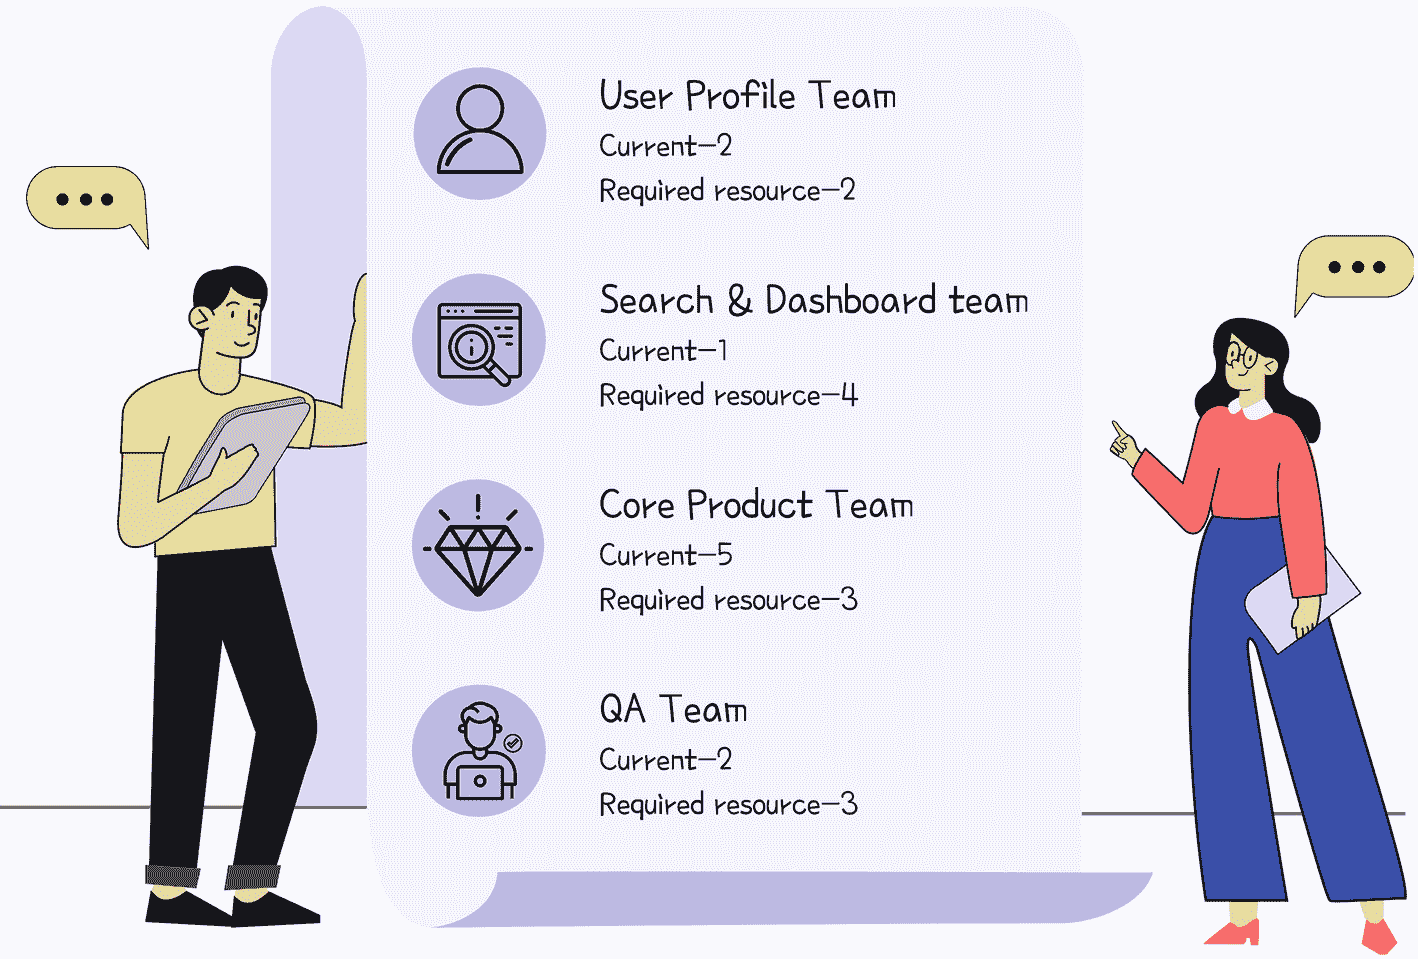 User Profile Team
Current-2
Required resource-2
Search & Dashboard team
Current-1
Required resource-4
Core Product Team
Current-5
Required resource-3
QA Team
Current-2
Required resource-3